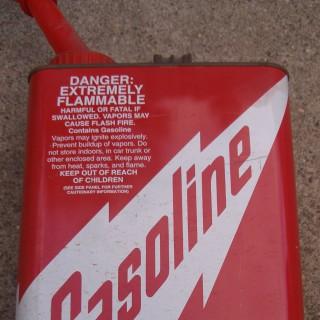 DANGER:
EXTREMELY
FLAMMABLE
HARMFUL OR FATAL IF
SWALLOWED. VAPORS MAY
CAUSE FLASH FIRE.
Contains Gasoline
Vapors may ignite explosively.
Prevent buildup of vapors. Do
not store indoors, in car trunk or
other enclosed area. Keep away
from heat, sparks, and flame.
KEEP OUT OF REACH
OF CHILDREN
(SEE SIDE PANEL FOR FURTHER
CAUTIONARY INFORMATION)
Gasoline